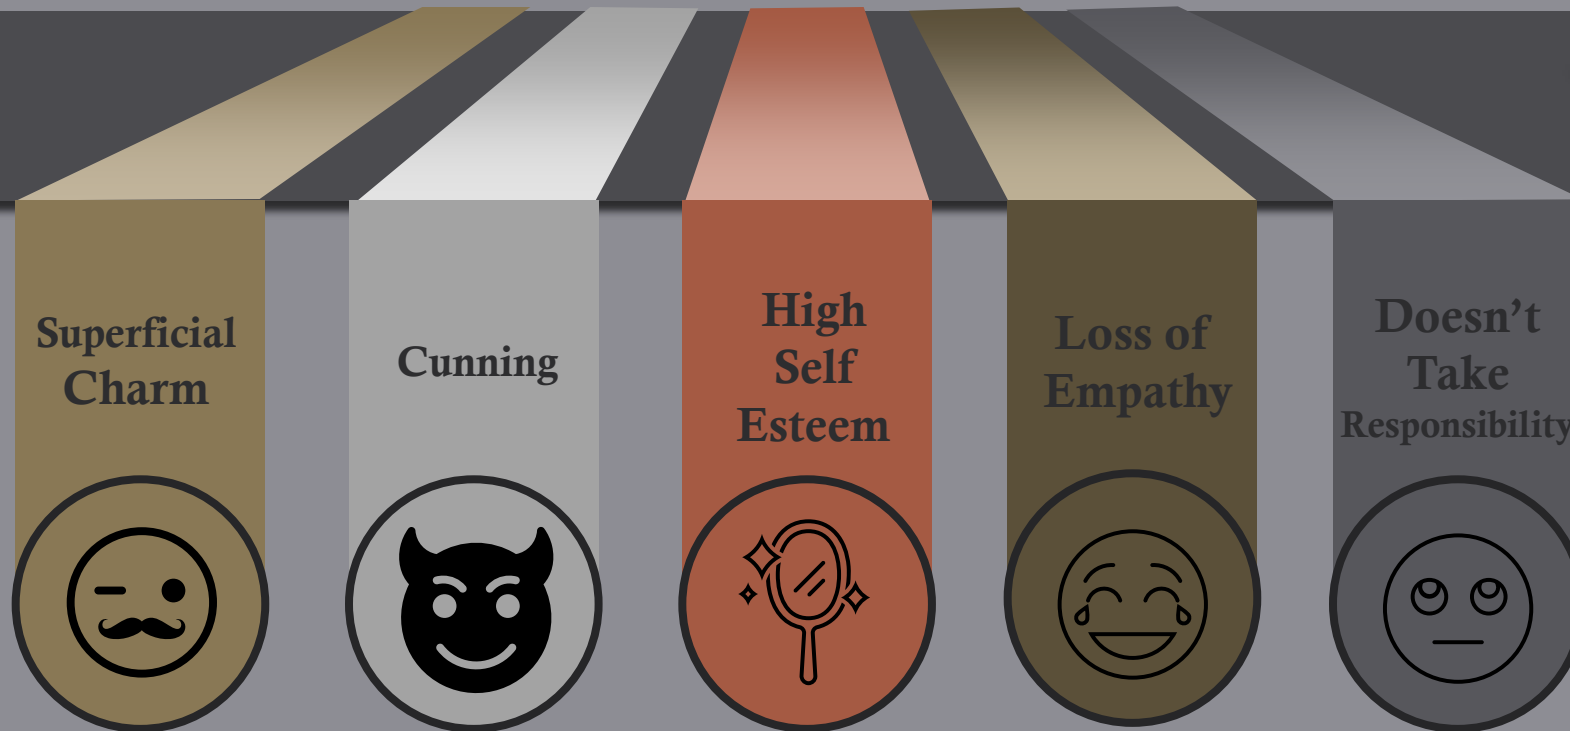 Superficial
Charm
Cunning
High
Self
Esteem
Loss of
Empathy
Doesn’t
Take
Responsibility